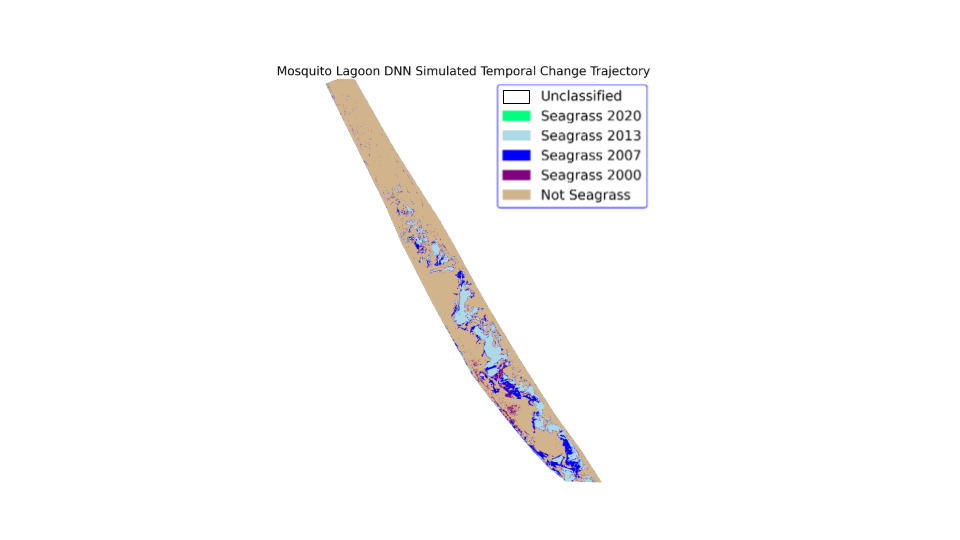 Mosquito Lagoon DNN Simulated Temporal Change Trajectory
Unclassified
Seagrass 2020
Seagrass 2013
Seagrass 2007
Seagrass 2000
Not Seagrass